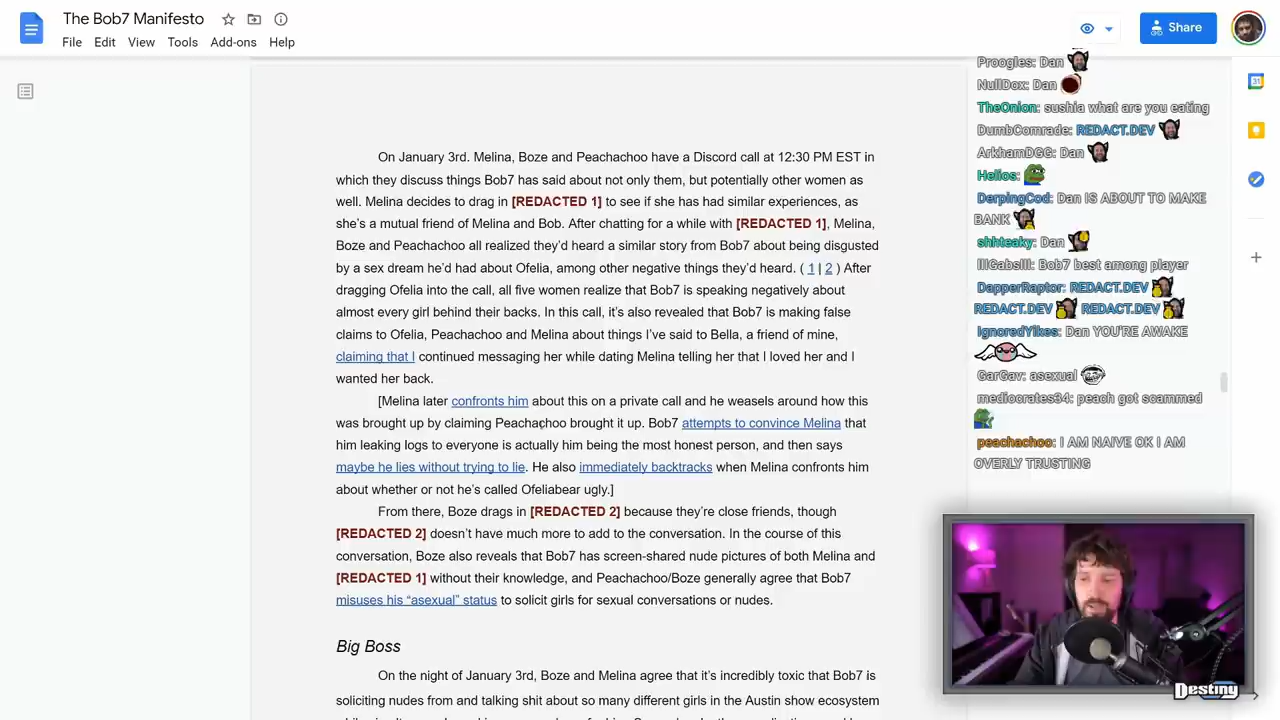 The Bob7 Manifesto
File Edit View Tools Add-ons Help
Share
On January 3rd. Melina, Boze and Peachachoo have a Discord call at 12:30 PM EST in
which they discuss things Bob7 has said about not only them, but potentially other women as
well. Melina decides to drag in [REDACTED 1] to see if she has had similar experiences, as
she's a mutual friend of Melina and Bob. After chatting for a while with [REDACTED 1], Melina,
Boze and Peachachoo all realized they'd heard a similar story from Bob7 about being disgusted
by a sex dream he'd had about Ofelia, among other negative things they'd heard. ( 1 | 2 ) After
dragging Ofelia into the call, all five women realize that Bob7 is speaking negatively about
almost every girl behind their backs. In this call, it's also revealed that Bob7 is making false
claims to Ofelia, Peachachoo and Melina about things I've said to Bella, a friend of mine,
claiming that I continued messaging her while dating Melina telling her that I loved her and I
wanted her back.
[Melina later confronts him about this on a private call and he weasels around how this
was brought up by claiming Peachachoo brought it up. Bob7 attempts to convince Melina that
him leaking logs to everyone is actually him being the most honest person, and then says
maybe he lies without trying to lie. He also immediately backtracks when Melina confronts him
about whether or not he's called Ofeliabear ugly.]
From there, Boze drags in [REDACTED 2] because they're close friends, though
[REDACTED 2] doesn't have much more to add to the conversation. In the course of this
conversation, Boze also reveals that Bob7 has screen-shared nude pictures of both Melina and
[REDACTED 1] without their knowledge, and Peachachoo/Boze generally agree that Bob7
misuses his “asexual” status to solicit girls for sexual conversations or nudes.
Big Boss
On the night of January 3rd, Boze and Melina agree that it's incredibly toxic that Bob7 is
soliciting nudes from and talking shit about so many different girls in the Austin show ecosystem
Proogles: Dan
NullDox: Dan
TheOnion: sushia what are you eating
DumbComrade: REDACT.DEV
ArkhamDGG: Dan
Helios:
DerpingCod: Dan IS ABOUT TO MAKE
BANK
shhteaky: Dan
lllGabslll: Bob7 best among player
DapperRaptor: REDACT.DEV
REDACT.DEV REDACT.DEV
IgnoredYikes: Dan YOU'RE AWAKE
GarGav: asexual
mediocrates34: peach got scammed
peachachoo: I AM NAIVE OK I AM
OVERLY TRUSTING
31
Destiny